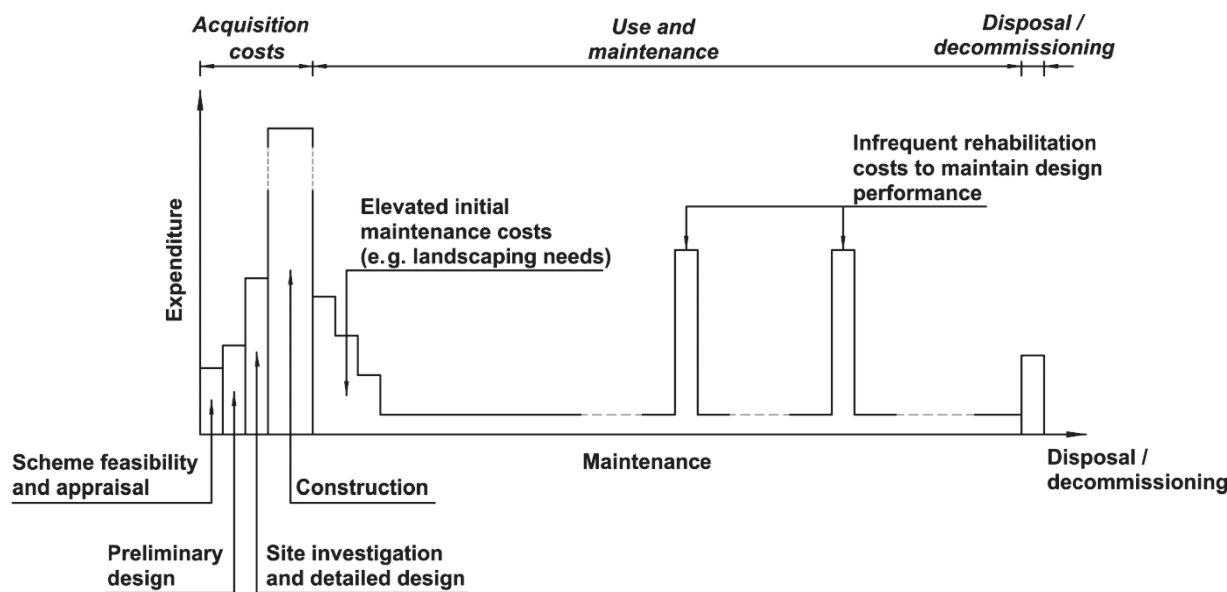 Acquisition
costs
Use and
maintenance
Disposal /
decommissioning
Expenditure
Elevated initial
maintenance costs
(e.g. landscaping needs)
Infrequent rehabilitation
costs to maintain design
performance
Scheme feasibility
and appraisal
Construction
Maintenance
Disposal /
decommissioning
Preliminary
design
Site investigation
and detailed design